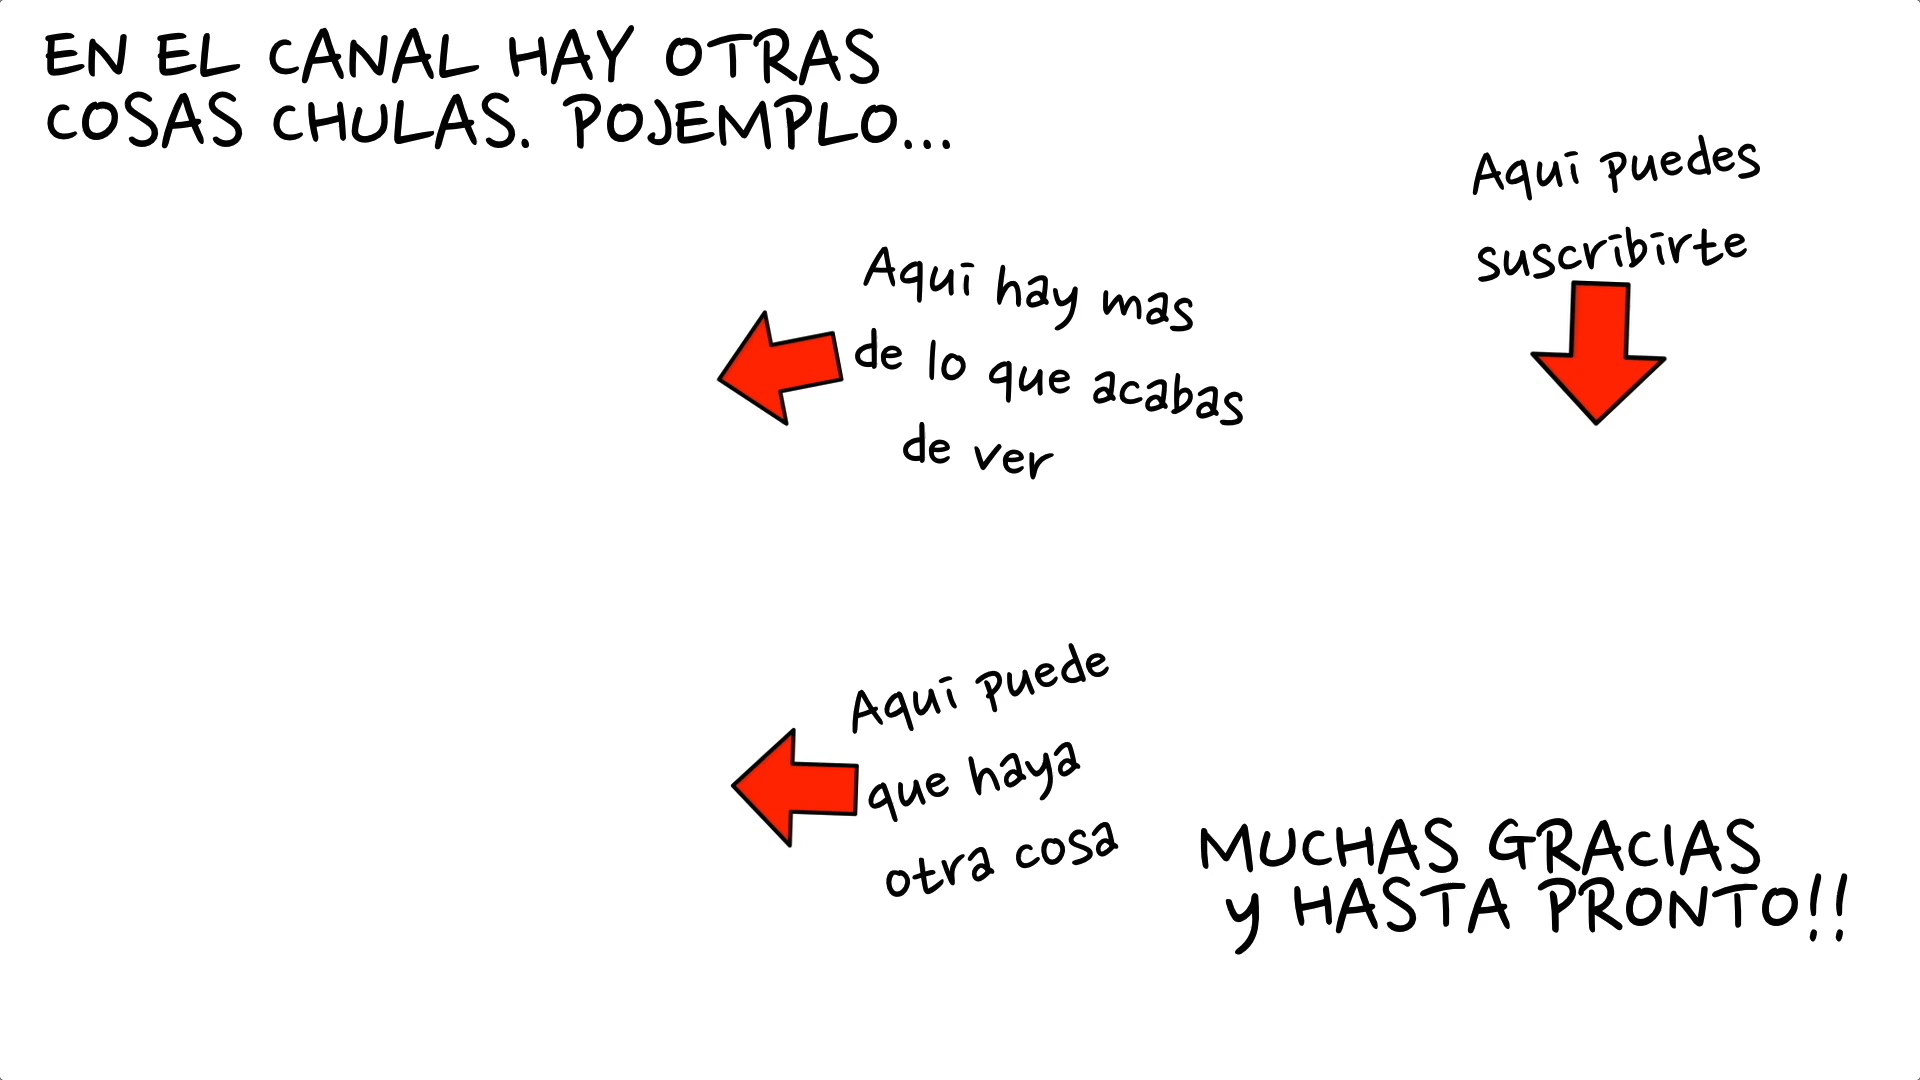 EN EL CANAL HAY OTRAS
COSAS CHULAS. POJEMPLO...
Aquí puedes
suscribirte
Aquí hay mas
de lo que acabas
de ver
Aquí puede
que haya
otra cosa
MUCHAS GRACIAS
y HASTA PRONTO!!